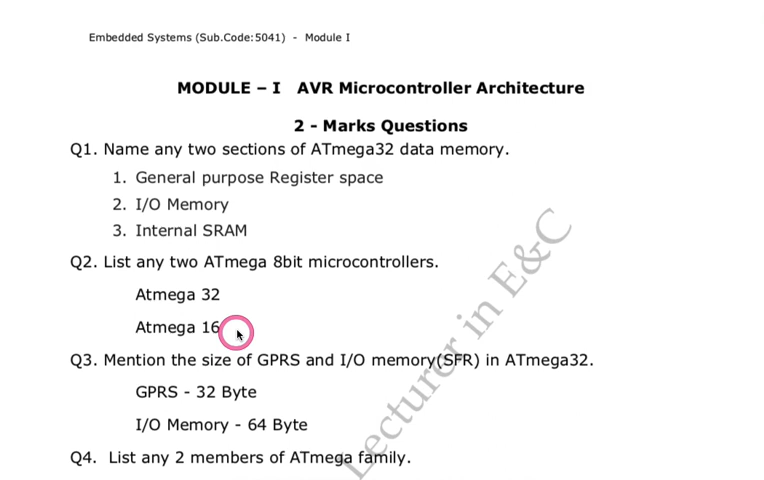 Embedded Systems (Sub.Code:5041) - Module I
MODULE – I AVR Microcontroller Architecture
2 - Marks Questions
Q1. Name any two sections of ATmega32 data memory.
1. General purpose Register space
2. I/O Memory
3. Internal SRAM
Q2. List any two ATmega 8bit microcontrollers.
Atmega 32
Atmega 16
Q3. Mention the size of GPRS and I/O memory(SFR) in ATmega32.
GPRS - 32 Byte
I/O Memory - 64 Byte
Q4. List any 2 members of ATmega family.
Lecturer in E&C